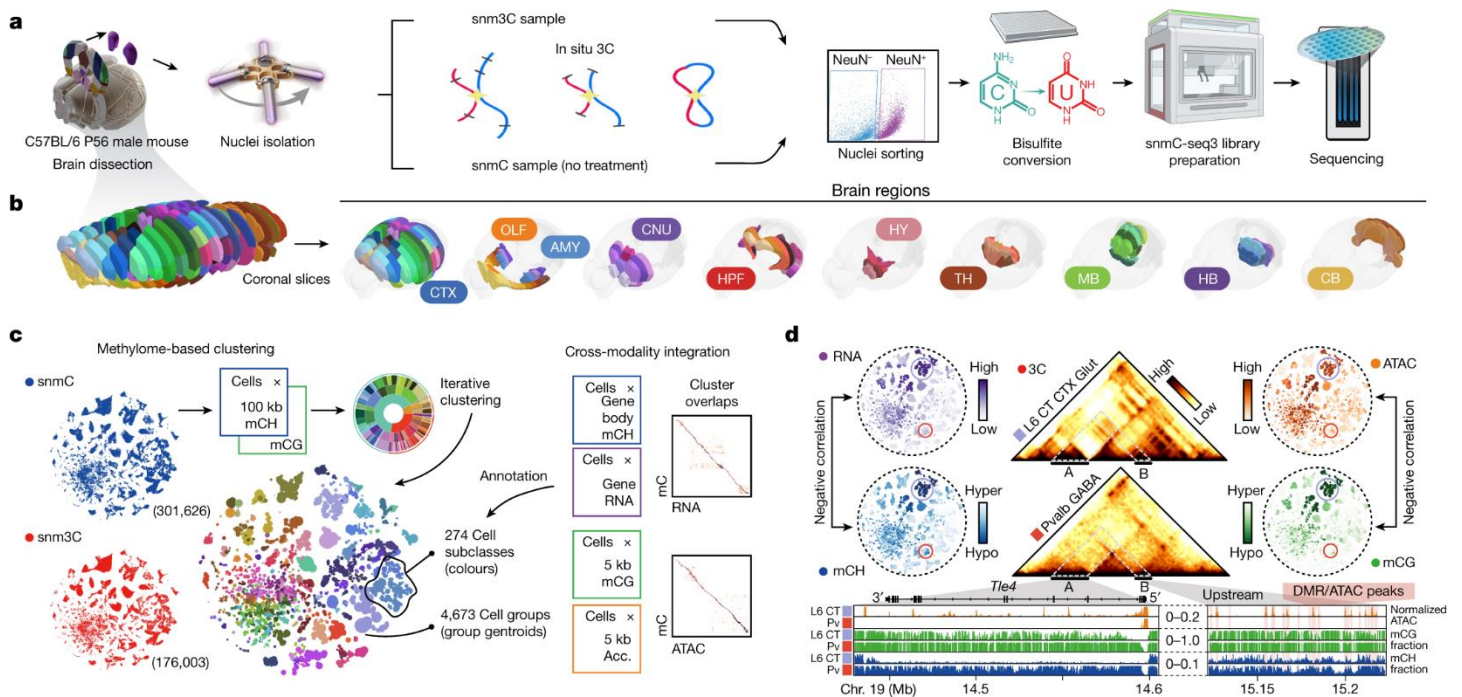 a
snm3C sample
In situ 3C
snmC sample (no treatment)
C57BL/6 P56 male mouse
Brain dissection
Nuclei isolation
NeuN⁻ NeuN⁺
Nuclei sorting
NH₂
C
N
N
H
O
O
U
NH
N
H
O
Bisulfite
conversion
snmC-seq3 library
preparation
Sequencing
b
Coronal slices
Brain regions
CTX
OLF
AMY
CNU
HPF
HY
TH
MB
HB
CB
c
Methylome-based clustering
snmC
(301,626)
snm3C
(176,003)
Cells ×
100 kb
mCH
mCG
Iterative
clustering
Annotation
274 Cell
subclasses
(colours)
4,673 Cell groups
(group gentroids)
Cross-modality integration
Cells ×
Gene
body
mCH
Cells ×
Gene
RNA
Cells ×
5 kb
mCG
Cells ×
5 kb
Acc.
Cluster
overlaps
mC
RNA
mC
ATAC
d
RNA
High
Low
Negative correlation
mCH
Hyper
Hypo
3C
L6 CT CTX Glut
High
Low
A
B
Pvalb GABA
A
B
ATAC
High
Low
Negative correlation
Hyper
Hypo
mCG
3′ Tle4 5′
Upstream
DMR/ATAC peaks
L6 CT
Pv
0–0.2
Normalized
ATAC
L6 CT
Pv
0–1.0
mCG
fraction
L6 CT
Pv
0–0.1
mCH
fraction
Chr. 19 (Mb) 14.5 14.6 15.15 15.2